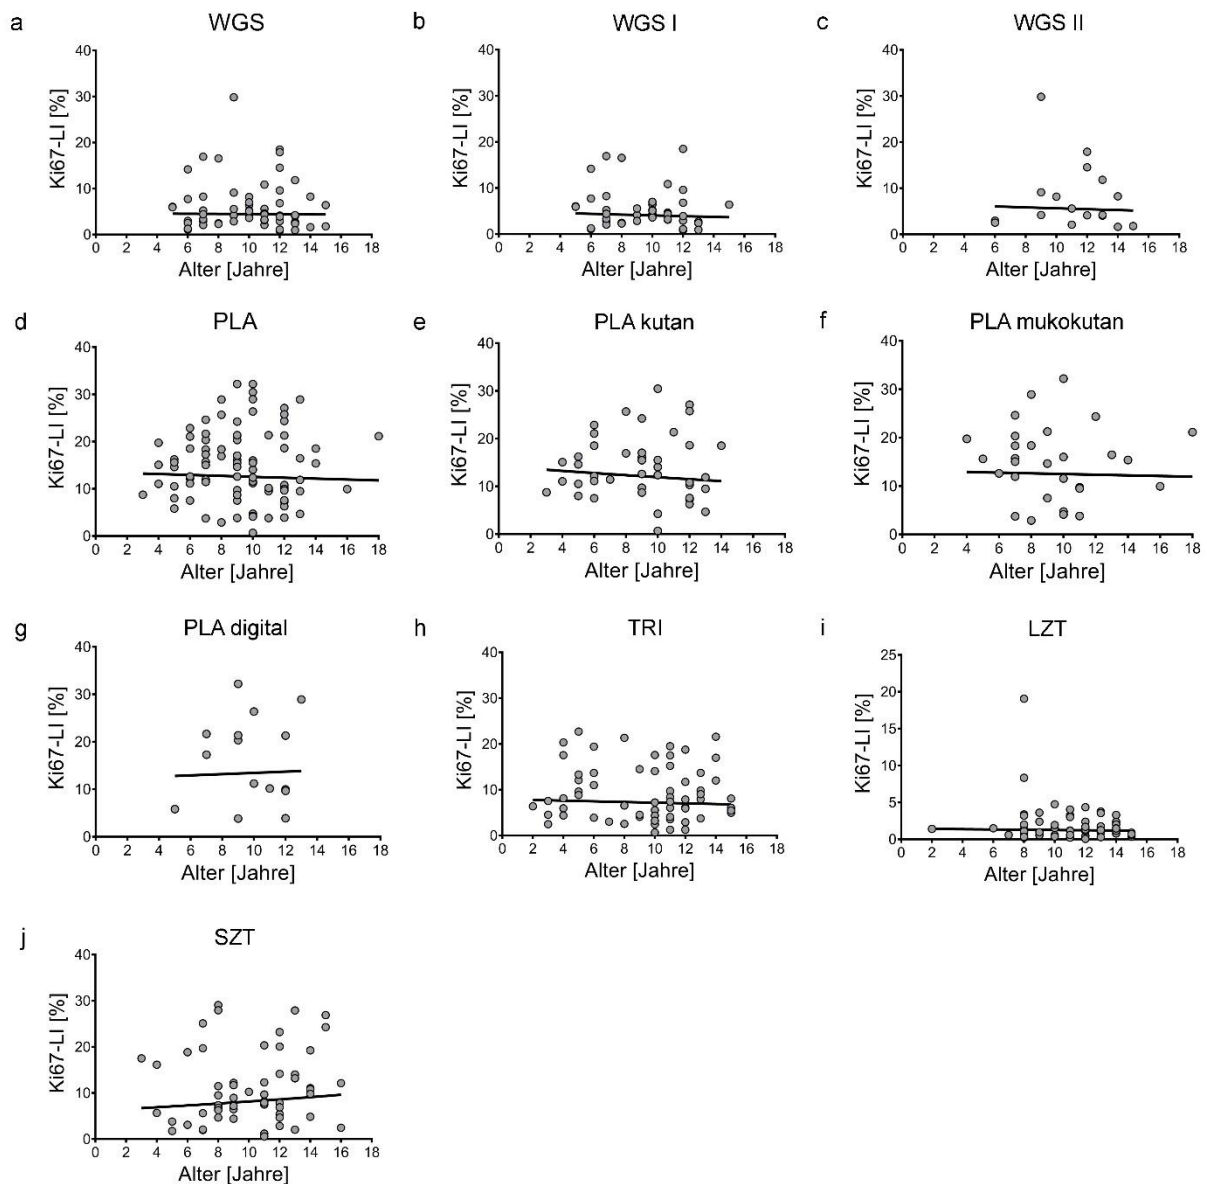 a WGS
40
30
20
10
0
0 2 4 6 8 10 12 14 16 18
Ki67-LI [%]
Alter [Jahre]
b WGS I
40
30
20
10
0
0 2 4 6 8 10 12 14 16 18
Ki67-LI [%]
Alter [Jahre]
c WGS II
40
30
20
10
0
0 2 4 6 8 10 12 14 16 18
Ki67-LI [%]
Alter [Jahre]
d PLA
40
30
20
10
0
0 2 4 6 8 10 12 14 16 18
Ki67-LI [%]
Alter [Jahre]
e PLA kutan
40
30
20
10
0
0 2 4 6 8 10 12 14 16 18
Ki67-LI [%]
Alter [Jahre]
f PLA mukokutan
40
30
20
10
0
0 2 4 6 8 10 12 14 16 18
Ki67-LI [%]
Alter [Jahre]
g PLA digital
40
30
20
10
0
0 2 4 6 8 10 12 14 16 18
Ki67-LI [%]
Alter [Jahre]
h TRI
40
30
20
10
0
0 2 4 6 8 10 12 14 16 18
Ki67-LI [%]
Alter [Jahre]
i LZT
25
20
15
10
5
0
0 2 4 6 8 10 12 14 16 18
Ki67-LI [%]
Alter [Jahre]
j SZT
40
30
20
10
0
0 2 4 6 8 10 12 14 16 18
Ki67-LI [%]
Alter [Jahre]